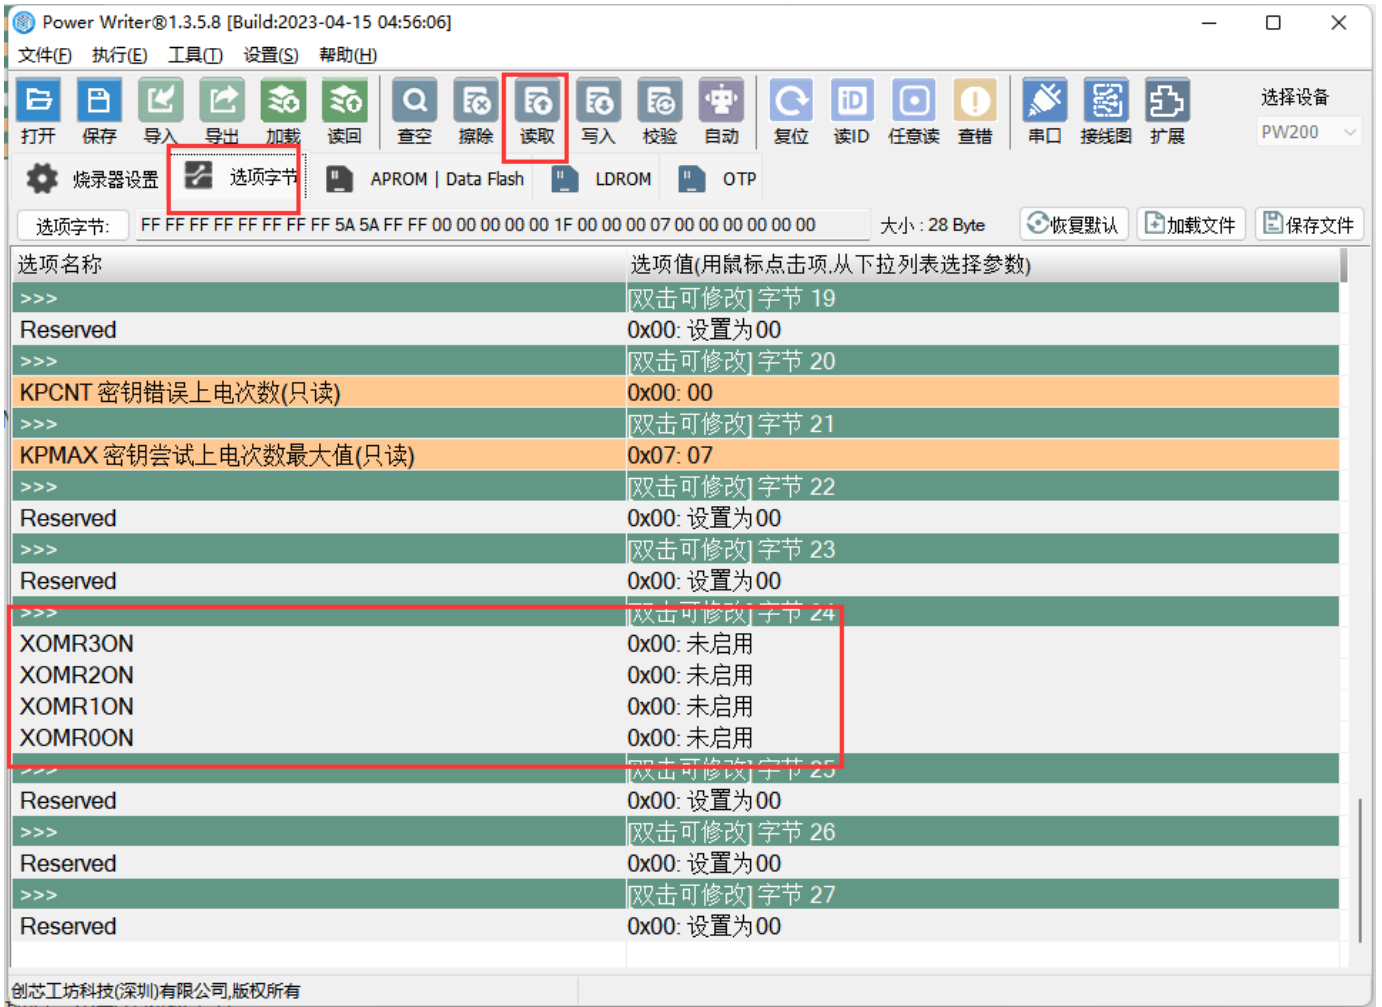 Power Writer®1.3.5.8 [Build:2023-04-15 04:56:06]
文件(F) 执行(E) 工具(T) 设置(S) 帮助(H)
打开 保存 导入 导出 加载 读回 查空 擦除 读取 写入 校验 自动 复位 读ID 任意读 查错 串口 接线图 扩展
选择设备
PW200
烧录器设置 选项字节 APROM | Data Flash LDROM OTP
选项字节: FF FF FF FF FF FF FF FF 5A 5A FF FF 00 00 00 00 00 1F 00 00 00 07 00 00 00 00 00 00 大小 : 28 Byte 恢复默认 加载文件 保存文件
选项名称 选项值(用鼠标点击项,从下拉列表选择参数)
>>> [双击可修改] 字节 19
Reserved 0x00: 设置为00
>>> [双击可修改] 字节 20
KPCNT 密钥错误上电次数(只读) 0x00: 00
>>> [双击可修改] 字节 21
KPMAX 密钥尝试上电次数最大值(只读) 0x07: 07
>>> [双击可修改] 字节 22
Reserved 0x00: 设置为00
>>> [双击可修改] 字节 23
Reserved 0x00: 设置为00
>>> [双击可修改] 字节 24
XOMR3ON 0x00: 未启用
XOMR2ON 0x00: 未启用
XOMR1ON 0x00: 未启用
XOMR0ON 0x00: 未启用
>>> [双击可修改] 字节 25
Reserved 0x00: 设置为00
>>> [双击可修改] 字节 26
Reserved 0x00: 设置为00
>>> [双击可修改] 字节 27
Reserved 0x00: 设置为00
创芯工坊科技(深圳)有限公司,版权所有